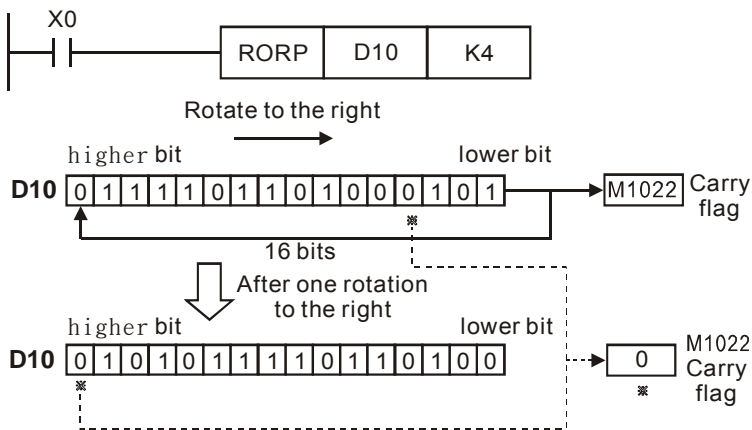 X0
RORP D10 K4
Rotate to the right
higher bit lower bit
D10 0 1 1 1 1 0 1 1 0 1 0 0 0 1 0 1 M1022 Carry flag
※
16 bits
After one rotation
to the right
higher bit lower bit
D10 0 1 0 1 0 1 1 1 1 0 1 1 0 1 0 0 0 M1022 Carry flag
※ ※